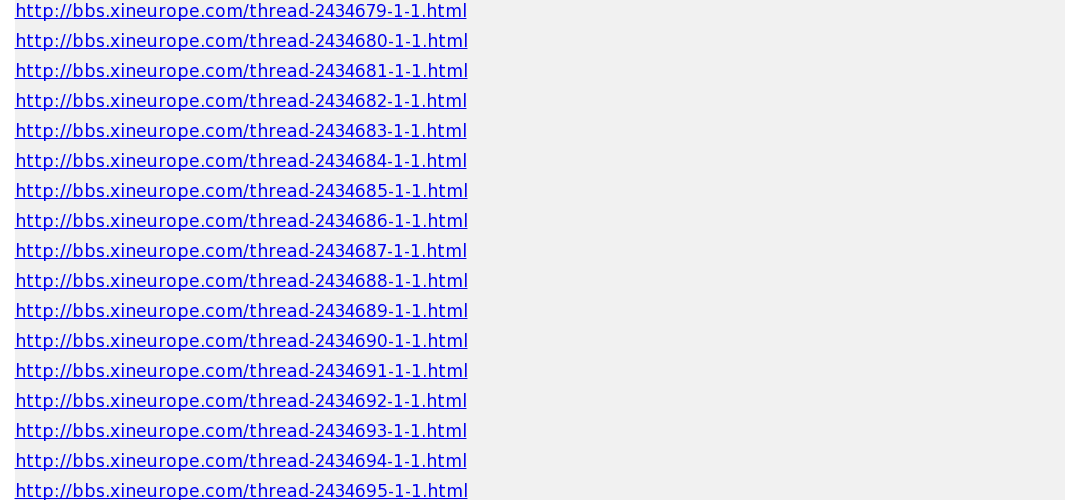 http://bbs.xineurope.com/thread-2434679-1-1.html
http://bbs.xineurope.com/thread-2434680-1-1.html
http://bbs.xineurope.com/thread-2434681-1-1.html
http://bbs.xineurope.com/thread-2434682-1-1.html
http://bbs.xineurope.com/thread-2434683-1-1.html
http://bbs.xineurope.com/thread-2434684-1-1.html
http://bbs.xineurope.com/thread-2434685-1-1.html
http://bbs.xineurope.com/thread-2434686-1-1.html
http://bbs.xineurope.com/thread-2434687-1-1.html
http://bbs.xineurope.com/thread-2434688-1-1.html
http://bbs.xineurope.com/thread-2434689-1-1.html
http://bbs.xineurope.com/thread-2434690-1-1.html
http://bbs.xineurope.com/thread-2434691-1-1.html
http://bbs.xineurope.com/thread-2434692-1-1.html
http://bbs.xineurope.com/thread-2434693-1-1.html
http://bbs.xineurope.com/thread-2434694-1-1.html
http://bbs.xineurope.com/thread-2434695-1-1.html